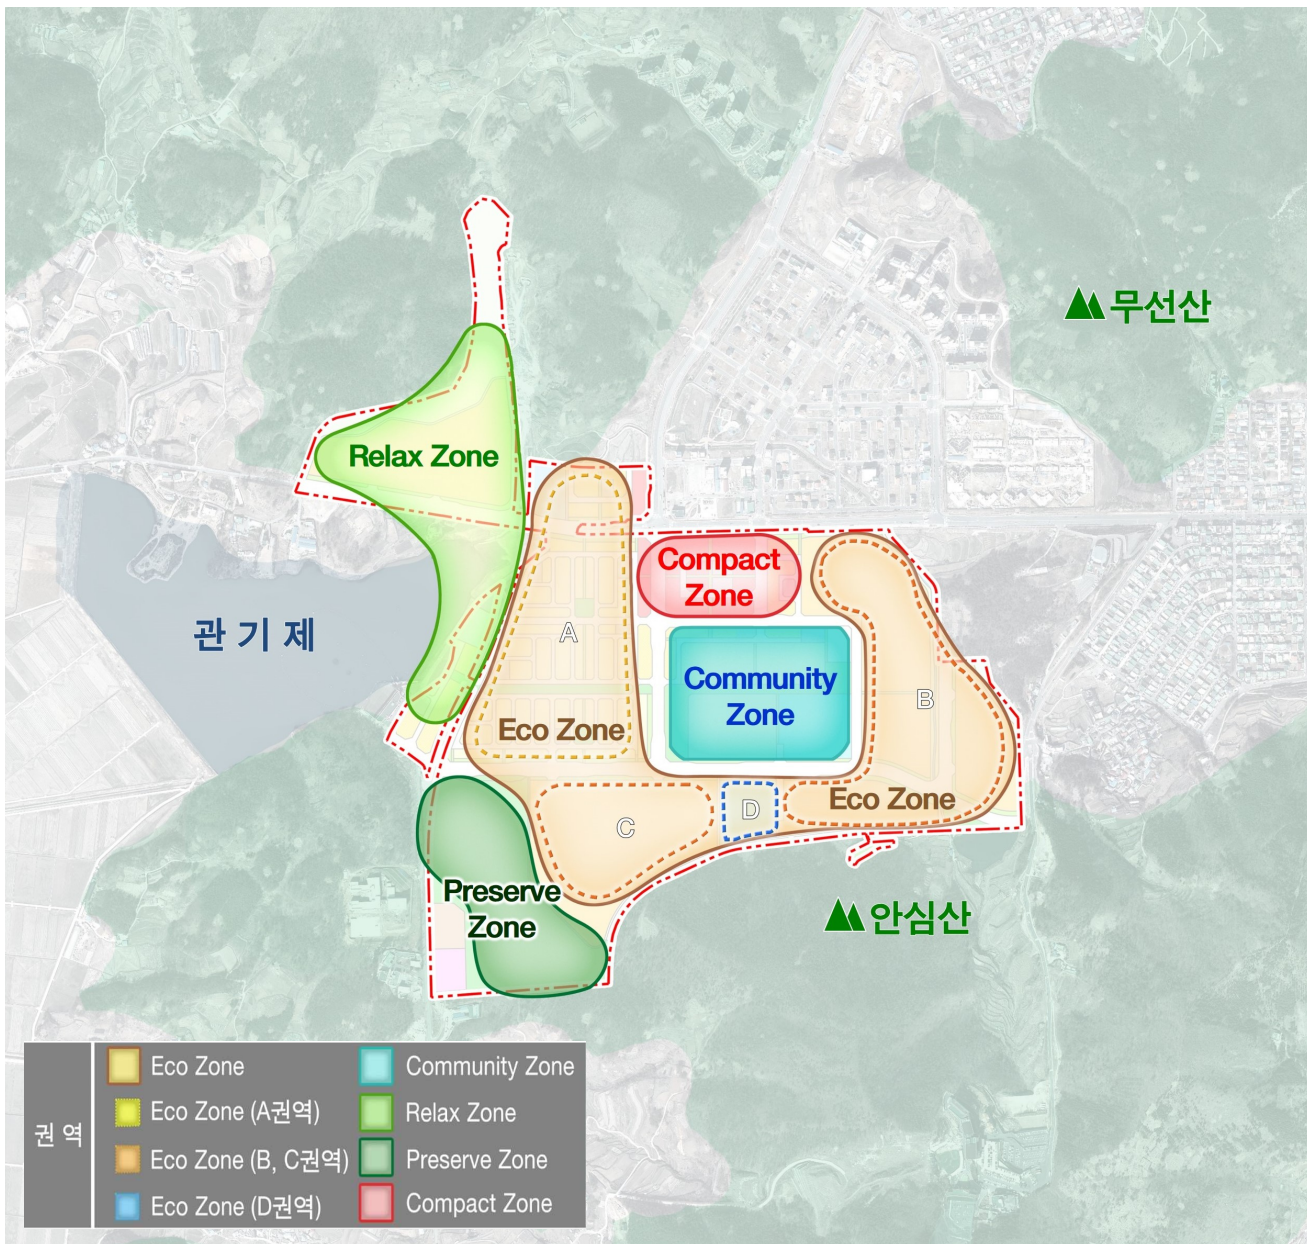 무선산
Relax Zone
Compact
Zone
A
관기제
Community
Zone
B
Eco Zone
Eco Zone
D
C
Preserve
Zone
안심산
권 역
Eco Zone
Eco Zone (A권역)
Eco Zone (B, C권역)
Eco Zone (D권역)
Community Zone
Relax Zone
Preserve Zone
Compact Zone